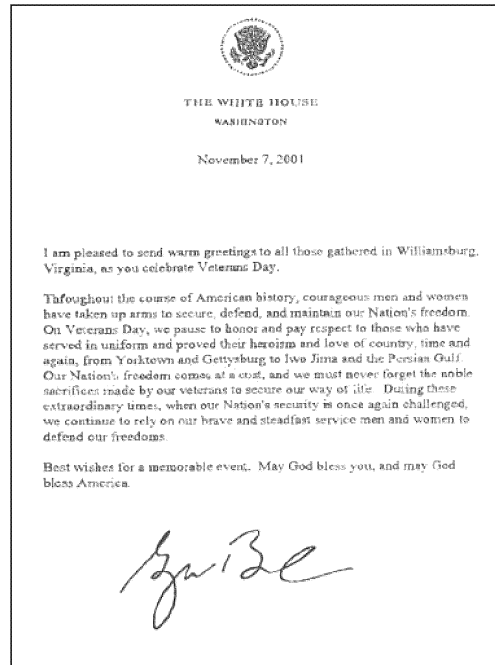 THE WHITE HOUSE
WASHINGTON
November 7, 2001
I am pleased to send warm greetings to all those gathered in Williamsburg,
Virginia, as you celebrate Veterans Day.
Throughout the course of American history, courageous men and women
have taken up arms to secure, defend, and maintain our Nation's freedom.
On Veterans Day, we pause to honor and pay respect to those who have
served in uniform and proved their heroism and love of country, time and
again, from Yorktown and Gettysburg to Iwo Jima and the Persian Gulf.
Our Nation's freedom comes at a cost, and we must never forget the noble
sacrifices made by our veterans to secure our way of life. During these
extraordinary times, when our Nation's security is once again challenged,
we continue to rely on our brave and steadfast service men and women to
defend our freedoms.
Best wishes for a memorable event. May God bless you, and may God
bless America.